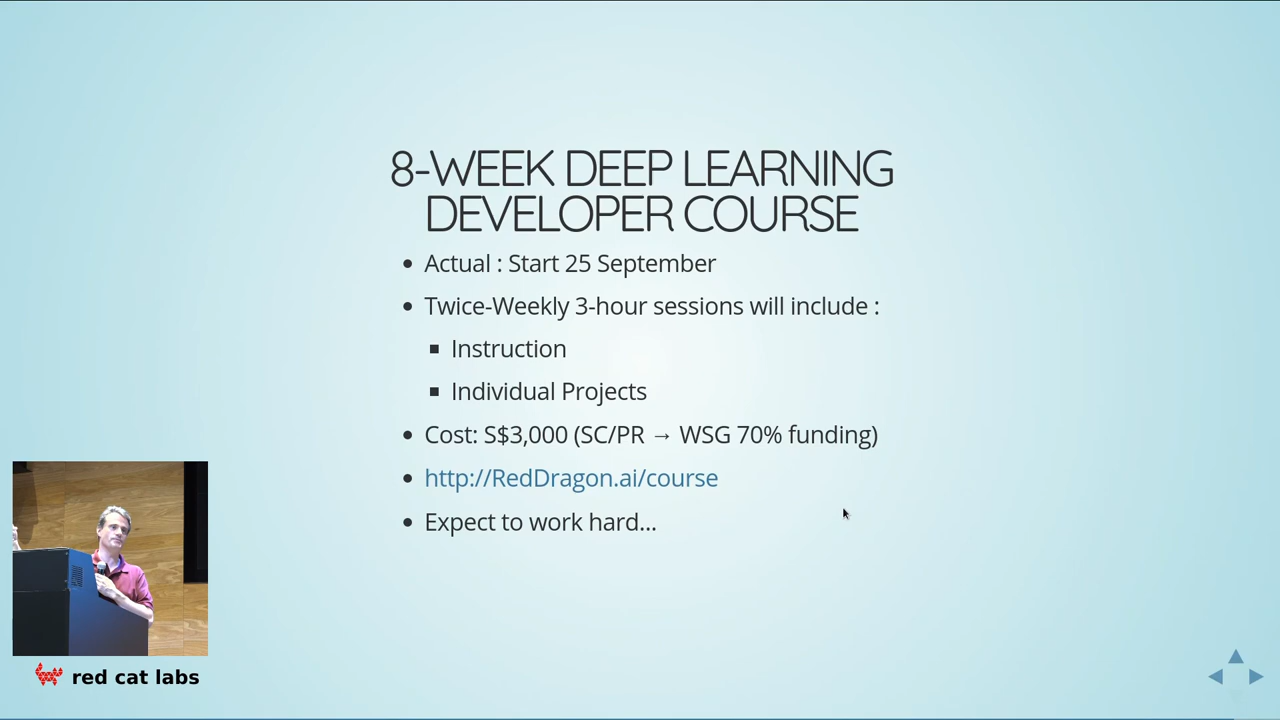 8-WEEK DEEP LEARNING
DEVELOPER COURSE
Actual : Start 25 September
Twice-Weekly 3-hour sessions will include :
Instruction
Individual Projects
Cost: S$3,000 (SC/PR → WSG 70% funding)
http://RedDragon.ai/course
Expect to work hard...
red cat labs